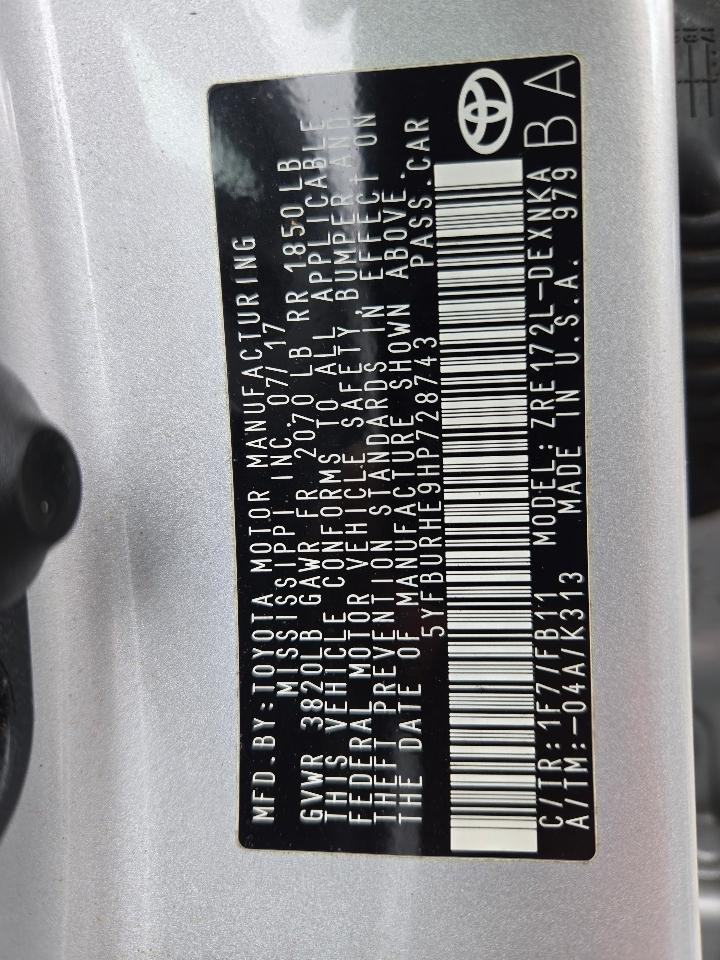 MFD.BY:TOYOTA MOTOR MANUFACTURING
MISSISSIPPI INC.07/17
GVWR 3820LB GAWR FR 2070LB RR 1850LB
THIS VEHICLE CONFORMS TO ALL APPLICABLE
FEDERAL MOTOR VEHICLE SAFETY,BUMPER,AND
THEFT PREVENTION STANDARDS IN EFFECT ON
THE DATE OF MANUFACTURE SHOWN ABOVE.
5YFBURHE9HP728743 PASS.CAR
C/TR:1F7/FB11 MODEL:ZRE172L-DEXNKA
A/TM:-04A/K313 MADE IN U.S.A. 979
BA